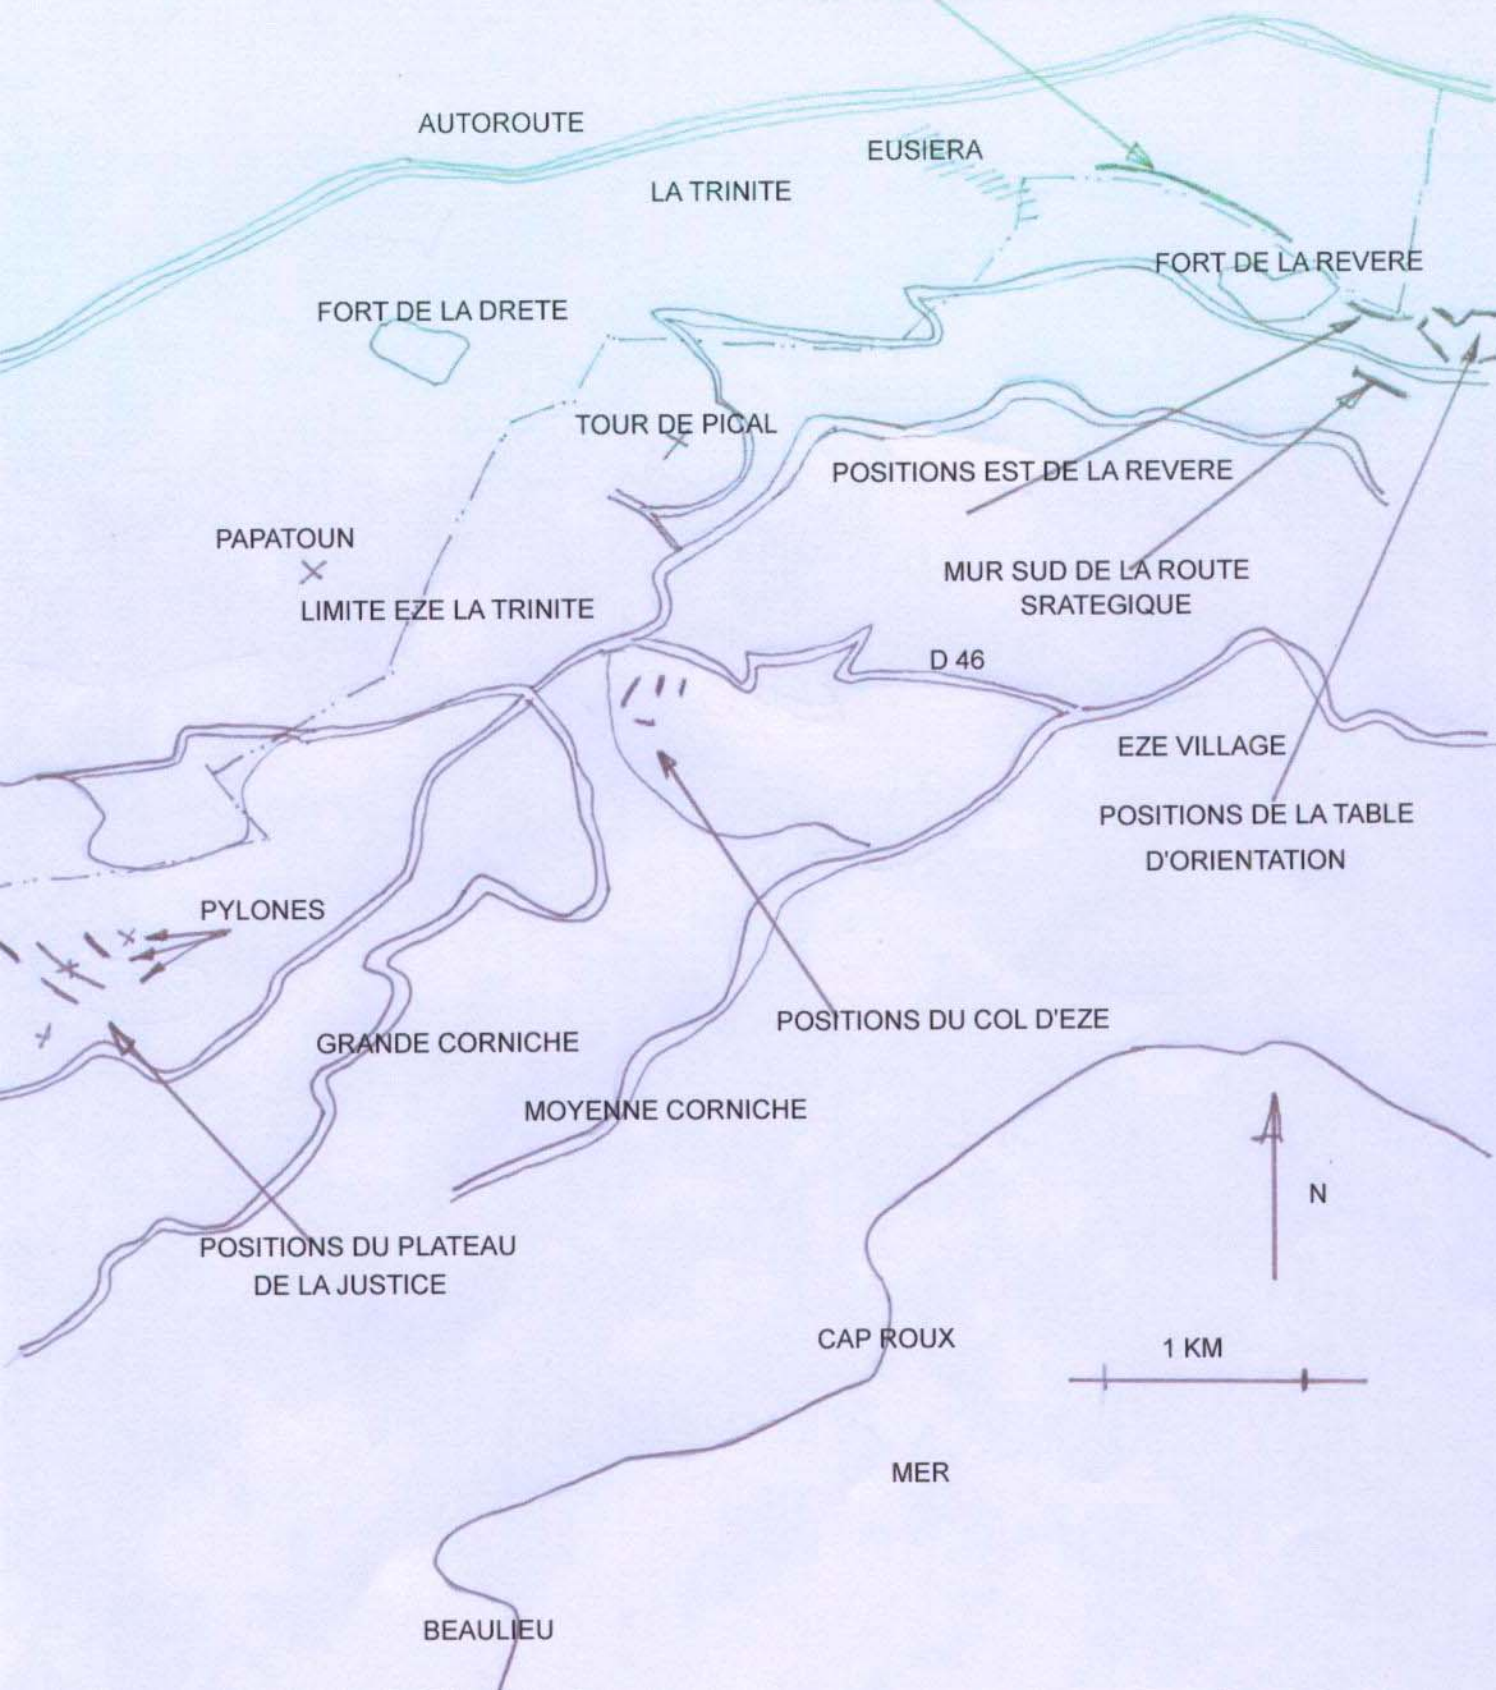 AUTOROUTE
EUSIERA
LA TRINITE
FORT DE LA REVERE
FORT DE LA DRETE
TOUR DE PICAL
POSITIONS EST DE LA REVERE
PAPATOUN
MUR SUD DE LA ROUTE
SRATEGIQUE
LIMITE EZE LA TRINITE
D 46
EZE VILLAGE
POSITIONS DE LA TABLE
D'ORIENTATION
PYLONES
POSITIONS DU COL D'EZE
GRANDE CORNICHE
MOYENNE CORNICHE
N
POSITIONS DU PLATEAU
DE LA JUSTICE
CAP ROUX
1 KM
MER
BEAULIEU